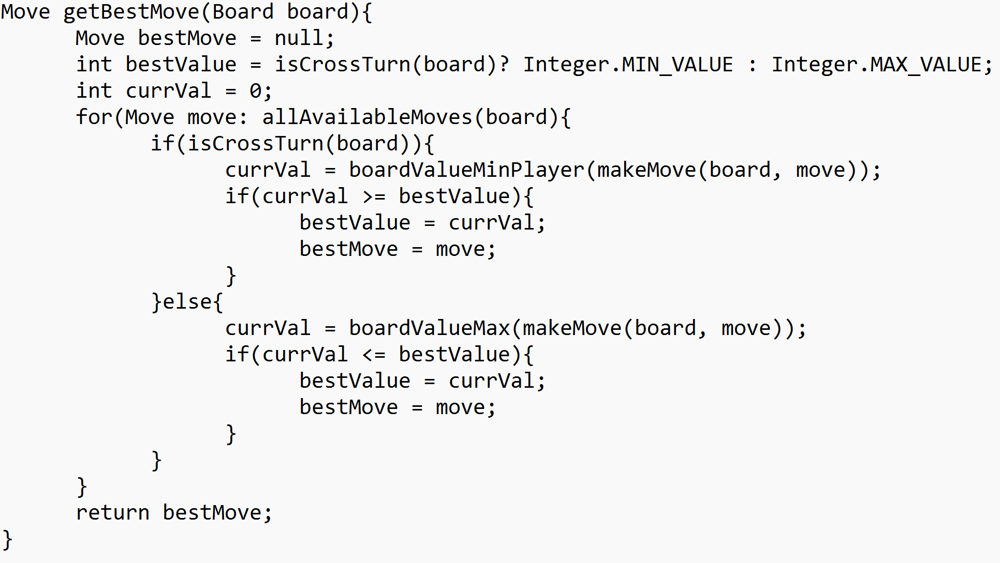 Move getBestMove(Board board){
      Move bestMove = null;
      int bestValue = isCrossTurn(board)? Integer.MIN_VALUE : Integer.MAX_VALUE;
      int currVal = 0;
      for(Move move: allAvailableMoves(board){
            if(isCrossTurn(board)){
                  currVal = boardValueMinPlayer(makeMove(board, move));
                  if(currVal >= bestValue){
                        bestValue = currVal;
                        bestMove = move;
                  }
            }else{
                  currVal = boardValueMax(makeMove(board, move));
                  if(currVal <= bestValue){
                        bestValue = currVal;
                        bestMove = move;
                  }
            }
      }
      return bestMove;
}